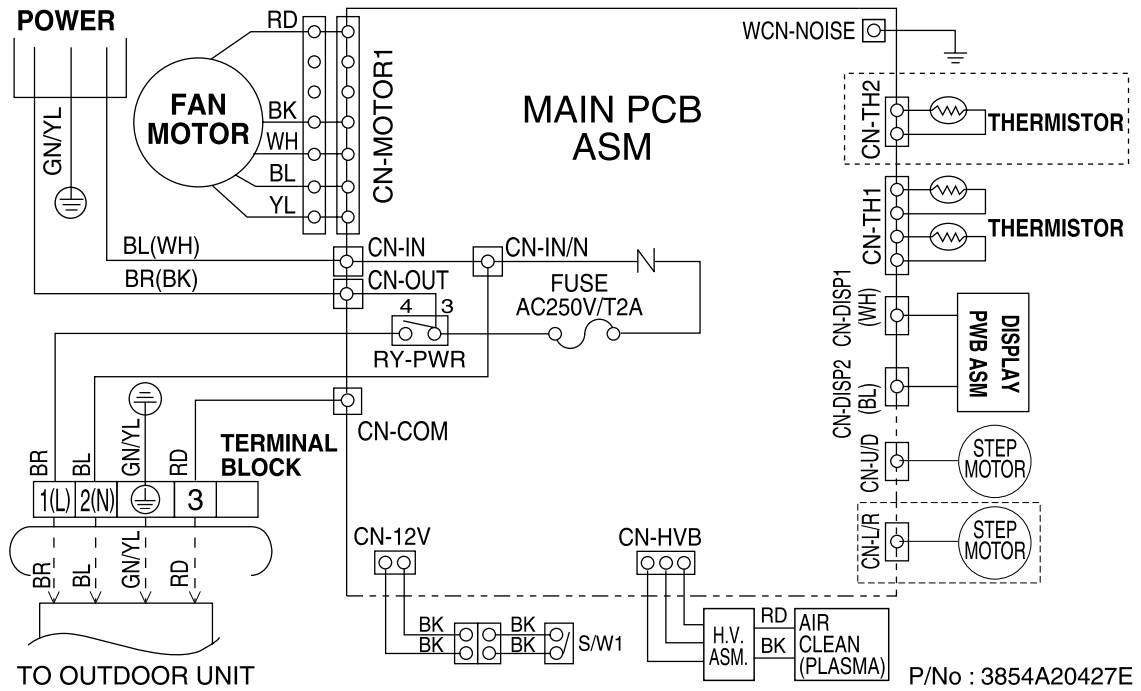 POWER
RD
WCN-NOISE
FAN
MOTOR
CN-MOTOR1
MAIN PCB
ASM
CN-TH2
THERMISTOR
GN/YL
BK
WH
BL
YL
CN-TH1
THERMISTOR
BL(WH)
CN-IN
CN-IN/N
N
BR(BK)
CN-OUT
FUSE
AC250V/T2A
4
3
RY-PWR
CN-DISP1
(WH)
DISPLAY
PWB ASM
CN-DISP2
(BL)
CN-COM
TERMINAL
BLOCK
BR
BL
GN/YL
RD
CN-U/D
STEP
MOTOR
1(L)
2(N)
3
CN-L/R
STEP
MOTOR
BR
BL
GN/YL
RD
CN-12V
CN-HVB
BK
BK
BK
BK
S/W1
H.V.
ASM.
RD
BK
AIR
CLEAN
(PLASMA)
TO OUTDOOR UNIT
P/No : 3854A20427E